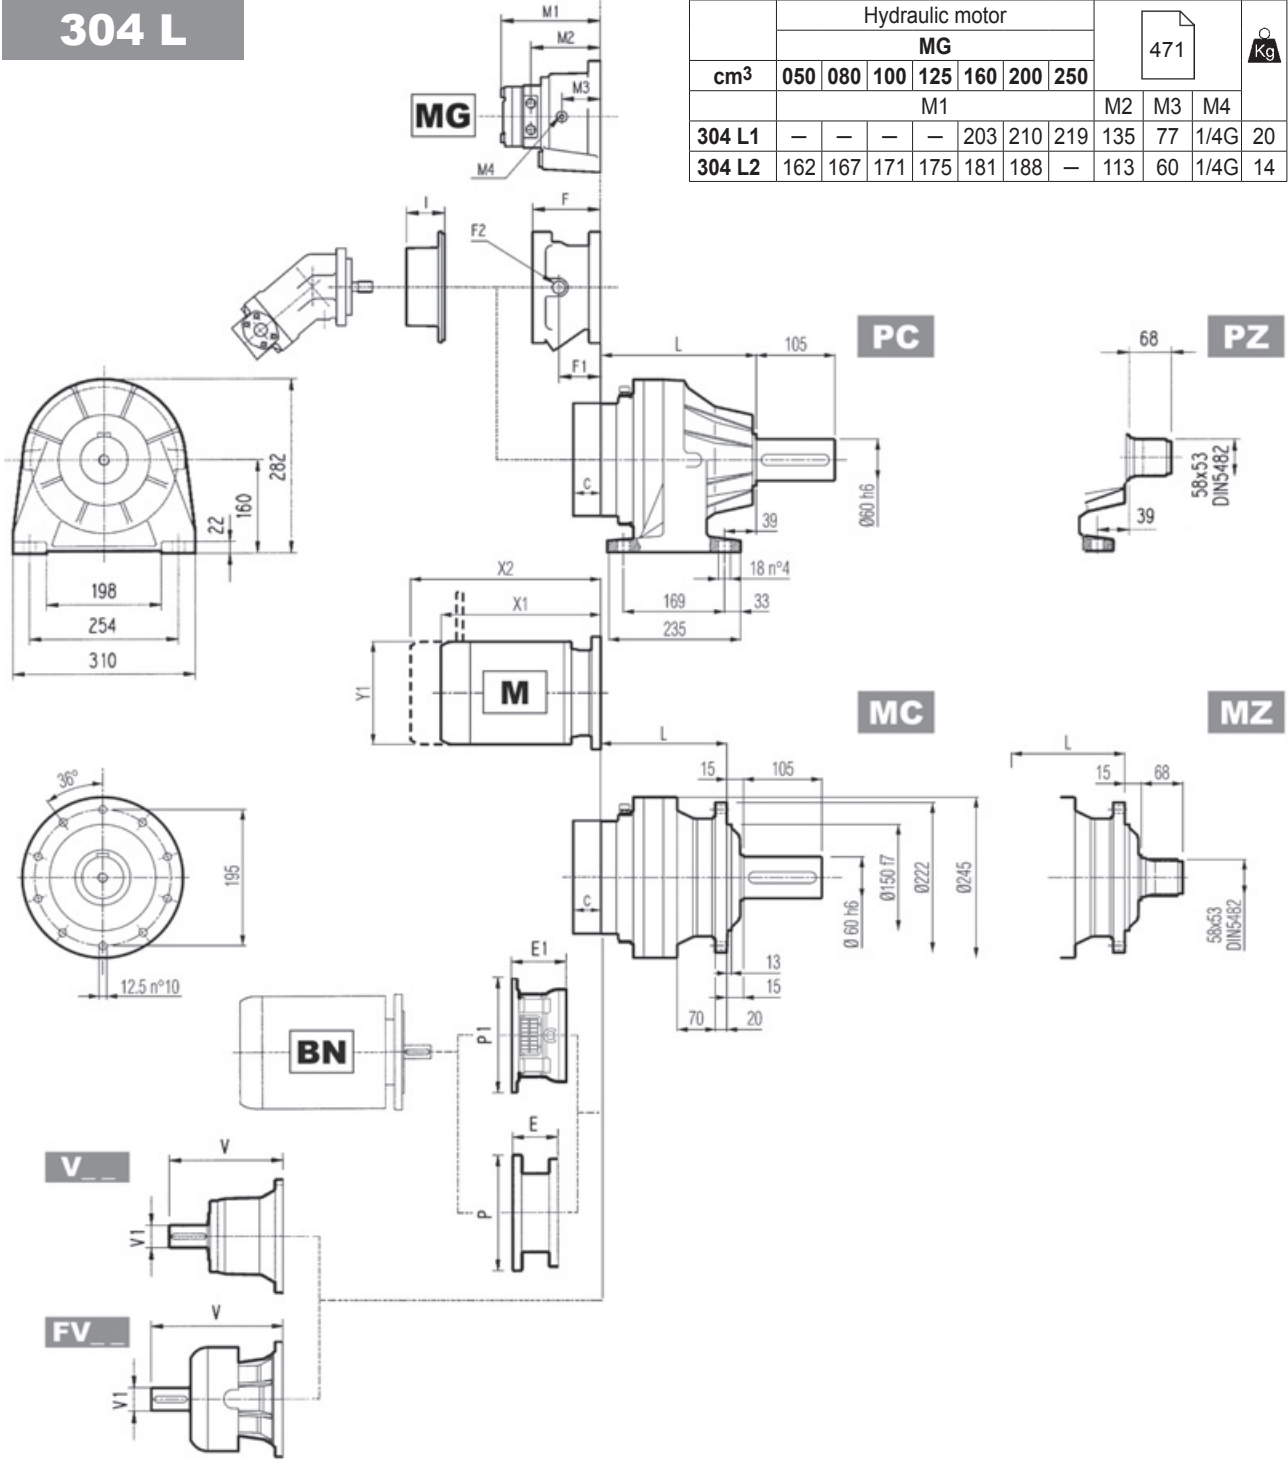 304 L
Hydraulic motor
MG
471
Kg
cm3 050 080 100 125 160 200 250
M1 M2 M3 M4
304 L1 — — — — 203 210 219 135 77 1/4G 20
304 L2 162 167 171 175 181 188 — 113 60 1/4G 14
M1
M2
M3
MG
M4
I
F
F2
F1
PC
PZ
L
105
68
282
160
22
C
Ø60 h6
39
58x53
DIN5482
39
18 n°4
198
254
310
169
33
235
X2
X1
Y1
M
MC
MZ
L
15
105
L
15
68
36°
195
12.5 n°10
C
Ø 60 h6
Ø150 f7
Ø222
Ø245
58x53
DIN5482
13
15
70
20
E1
P1
BN
E
P
V_ _
V
V1
FV_ _
V
V1